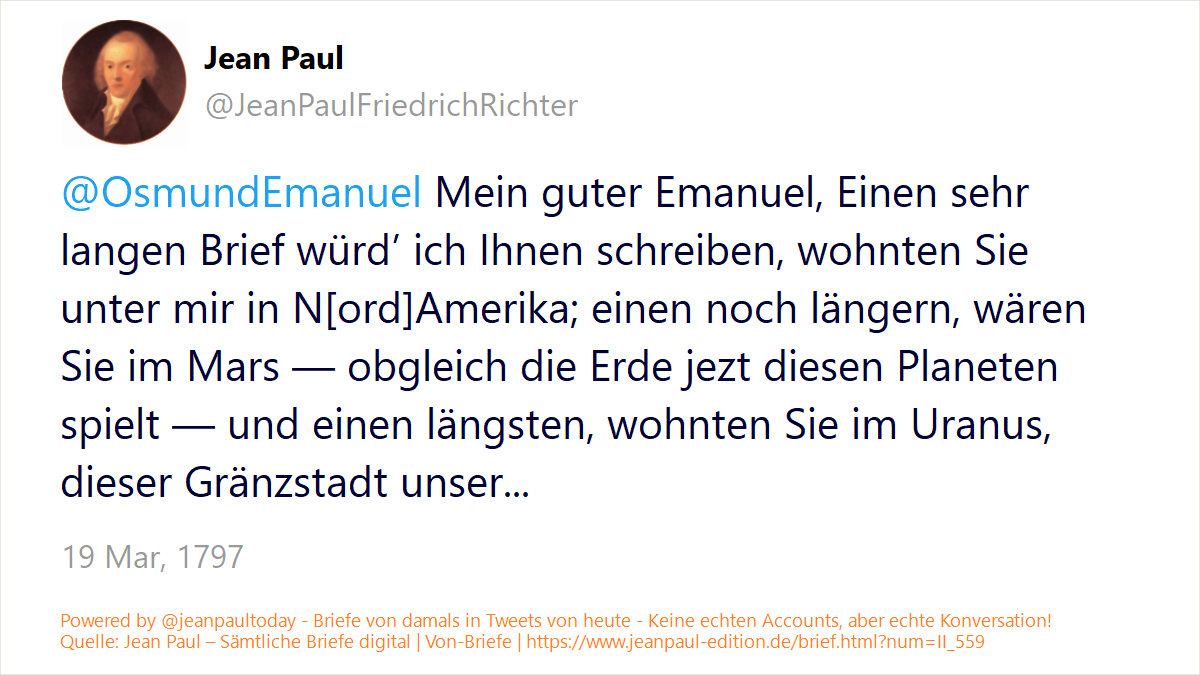 Jean Paul
@JeanPaulFriedrichRichter
@OsmundEmanuel Mein guter Emanuel, Einen sehr
langen Brief würd’ ich Ihnen schreiben, wohnten Sie
unter mir in N[ord]Amerika; einen noch längern, wären
Sie im Mars — obgleich die Erde jezt diesen Planeten
spielt — und einen längsten, wohnten Sie im Uranus,
dieser Gränzstadt unser...
19 Mar, 1797
Powered by @jeanpaultoday - Briefe von damals in Tweets von heute - Keine echten Accounts, aber echte Konversation!
Quelle: Jean Paul – Sämtliche Briefe digital | Von-Briefe | https://www.jeanpaul-edition.de/brief.html?num=II_559